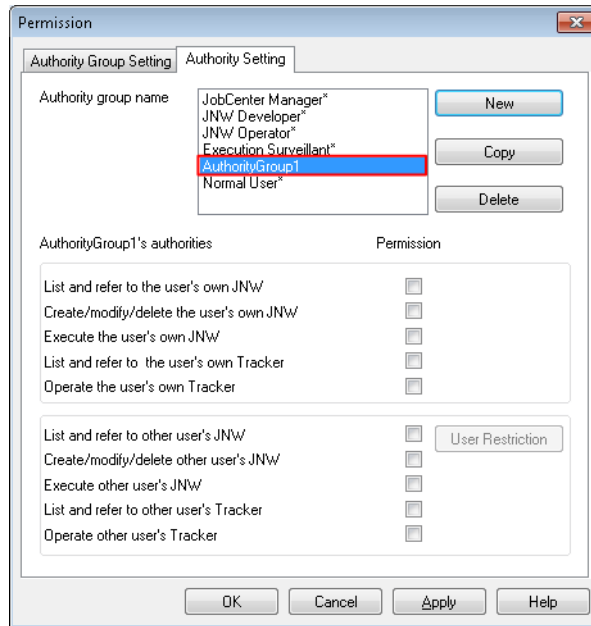 Permission
Authority Group Setting
Authority Setting
Authority group name
JobCenter Manager*
JNW Developer*
JNW Operator*
Execution Surveillant*
AuthorityGroup1
Normal User*
New
Copy
Delete
AuthorityGroup1's authorities
Permission
List and refer to the user's own JNW
Create/modify/delete the user's own JNW
Execute the user's own JNW
List and refer to  the user's own Tracker
Operate the user's own Tracker
List and refer to other user's JNW
User Restriction
Create/modify/delete other user's JNW
Execute other user's JNW
List and refer to other user's Tracker
Operate other user's Tracker
OK
Cancel
Apply
Help